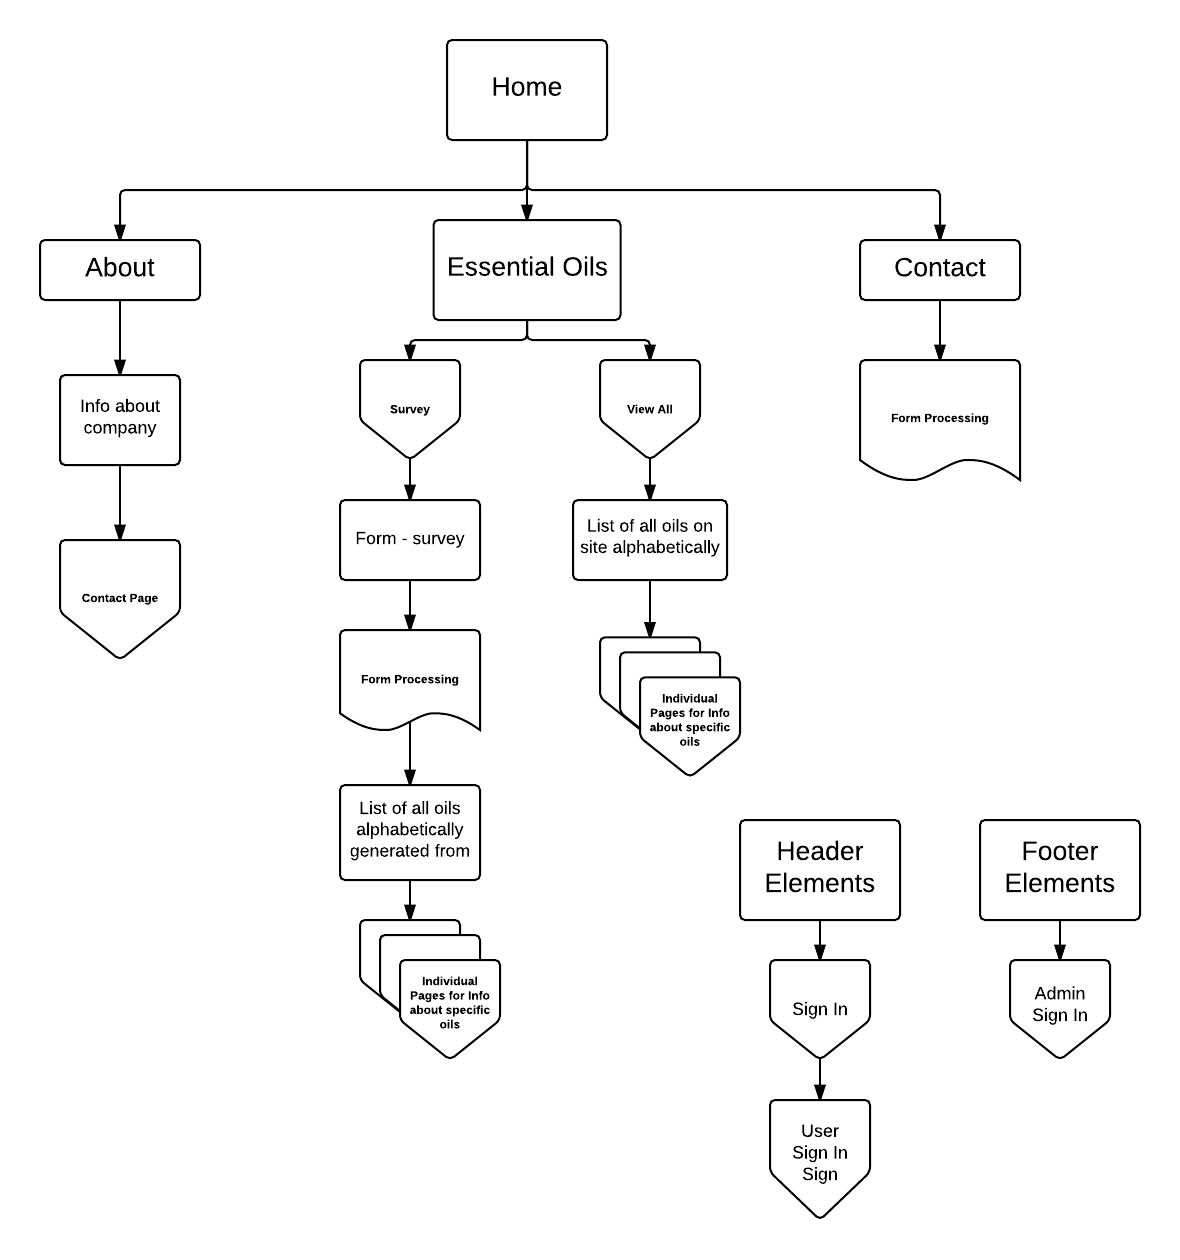 Home
About
Essential Oils
Contact
Info about
company
Survey
View All
Form Processing
Contact Page
Form - survey
List of all oils on
site alphabetically
Form Processing
Individual
Pages for Info
about specific
oils
List of all oils
alphabetically
generated from
Header
Elements
Footer
Elements
Individual
Pages for Info
about specific
oils
Sign In
Admin
Sign In
User
Sign In
Sign